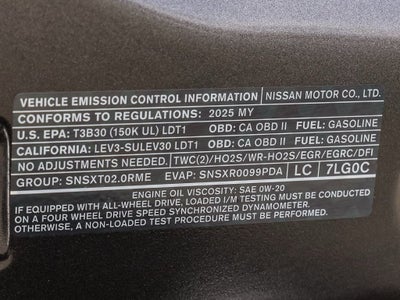 VEHICLE EMISSION CONTROL INFORMATION NISSAN MOTOR CO., LTD.
CONFORMS TO REGULATIONS: 2025 MY
U.S. EPA: T3B30 (150K UL) LDT1 OBD: CA OBD II FUEL: GASOLINE
CALIFORNIA: LEV3-SULEV30 LDT1 OBD: CA OBD II FUEL: GASOLINE
NO ADJUSTMENTS NEEDED. TWC(2)/HO2S/WR-HO2S/EGR/EGRC/DFI
GROUP: SNSXT02.0RME EVAP: SNSXR0099PDA LC 7LG0C
ENGINE OIL VISCOSITY: SAE 0W-20
IF EQUIPPED WITH ALL-WHEEL DRIVE, LOADED I/M TESTING MUST BE DONE
ON A FOUR WHEEL DRIVE SPEED SYNCHRONIZED DYNAMOMETER.
OTHERWISE, A NON-LOADED TEST PROCEDURE MUST BE USED.